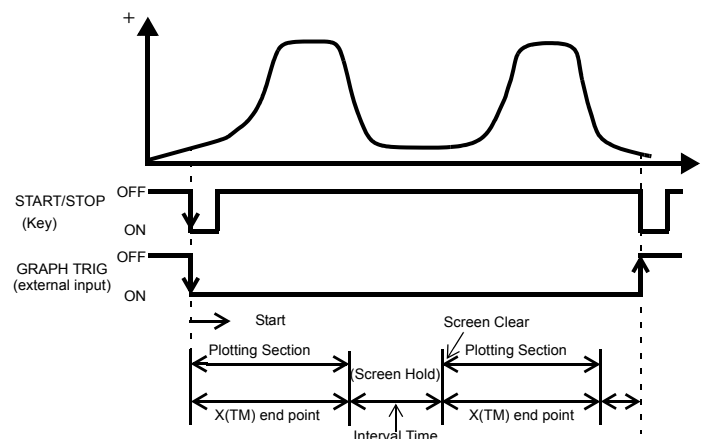 +
OFF
START/STOP
(Key)
ON
OFF
GRAPH TRIG
(external input)
ON
Start
Screen Clear
Plotting Section
Plotting Section
(Screen Hold)
X(TM) end point
X(TM) end point
Interval Time